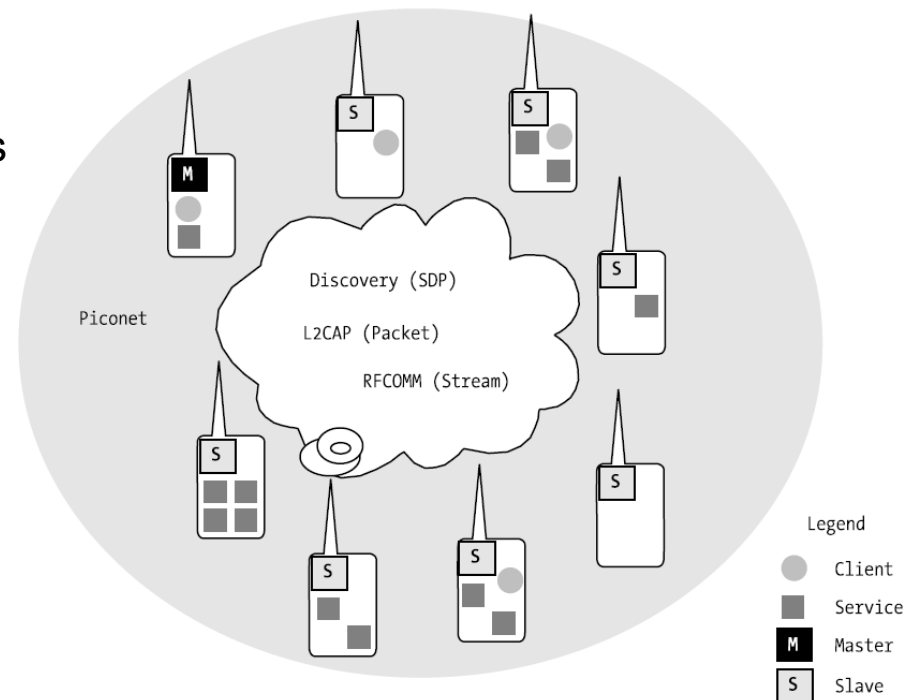 S
S
s
M
S
Discovery (SDP)
Piconet
L2CAP (Packet)
RFCOMM (Stream)
S
S
S
S
Legend
Client
Service
M Master
S Slave